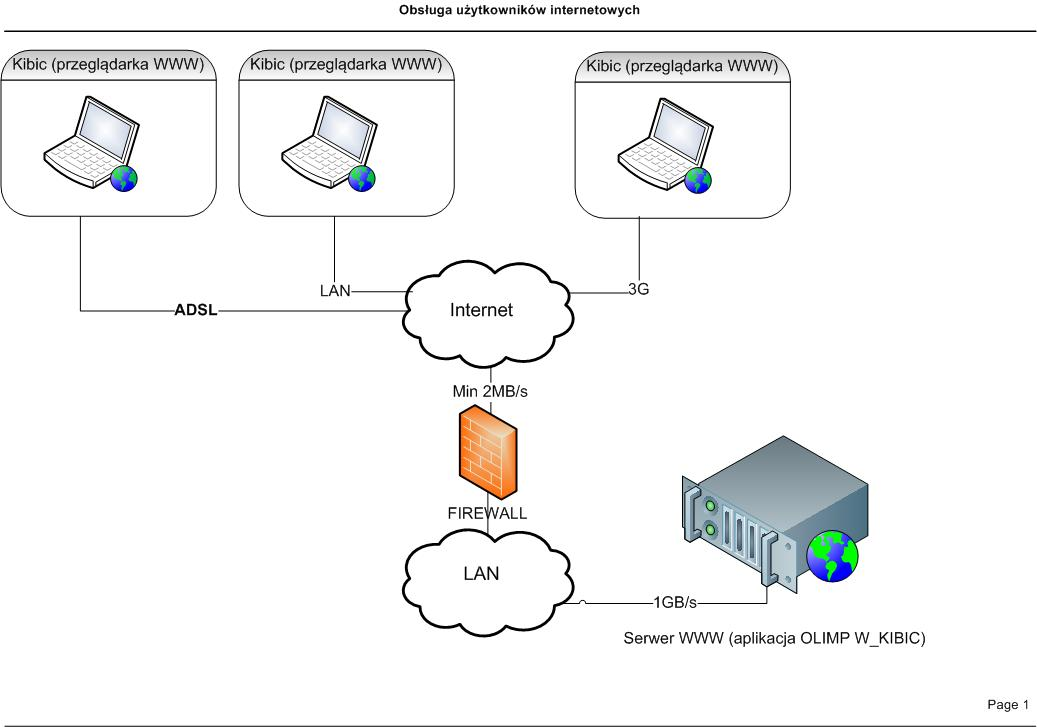 Obsługa użytkowników internetowych
Kibic (przeglądarka WWW)
Kibic (przeglądarka WWW)
Kibic (przeglądarka WWW)
LAN
3G
ADSL
Internet
Min 2MB/s
FIREWALL
LAN
1GB/s
Serwer WWW (aplikacja OLIMP W_KIBIC)
Page 1